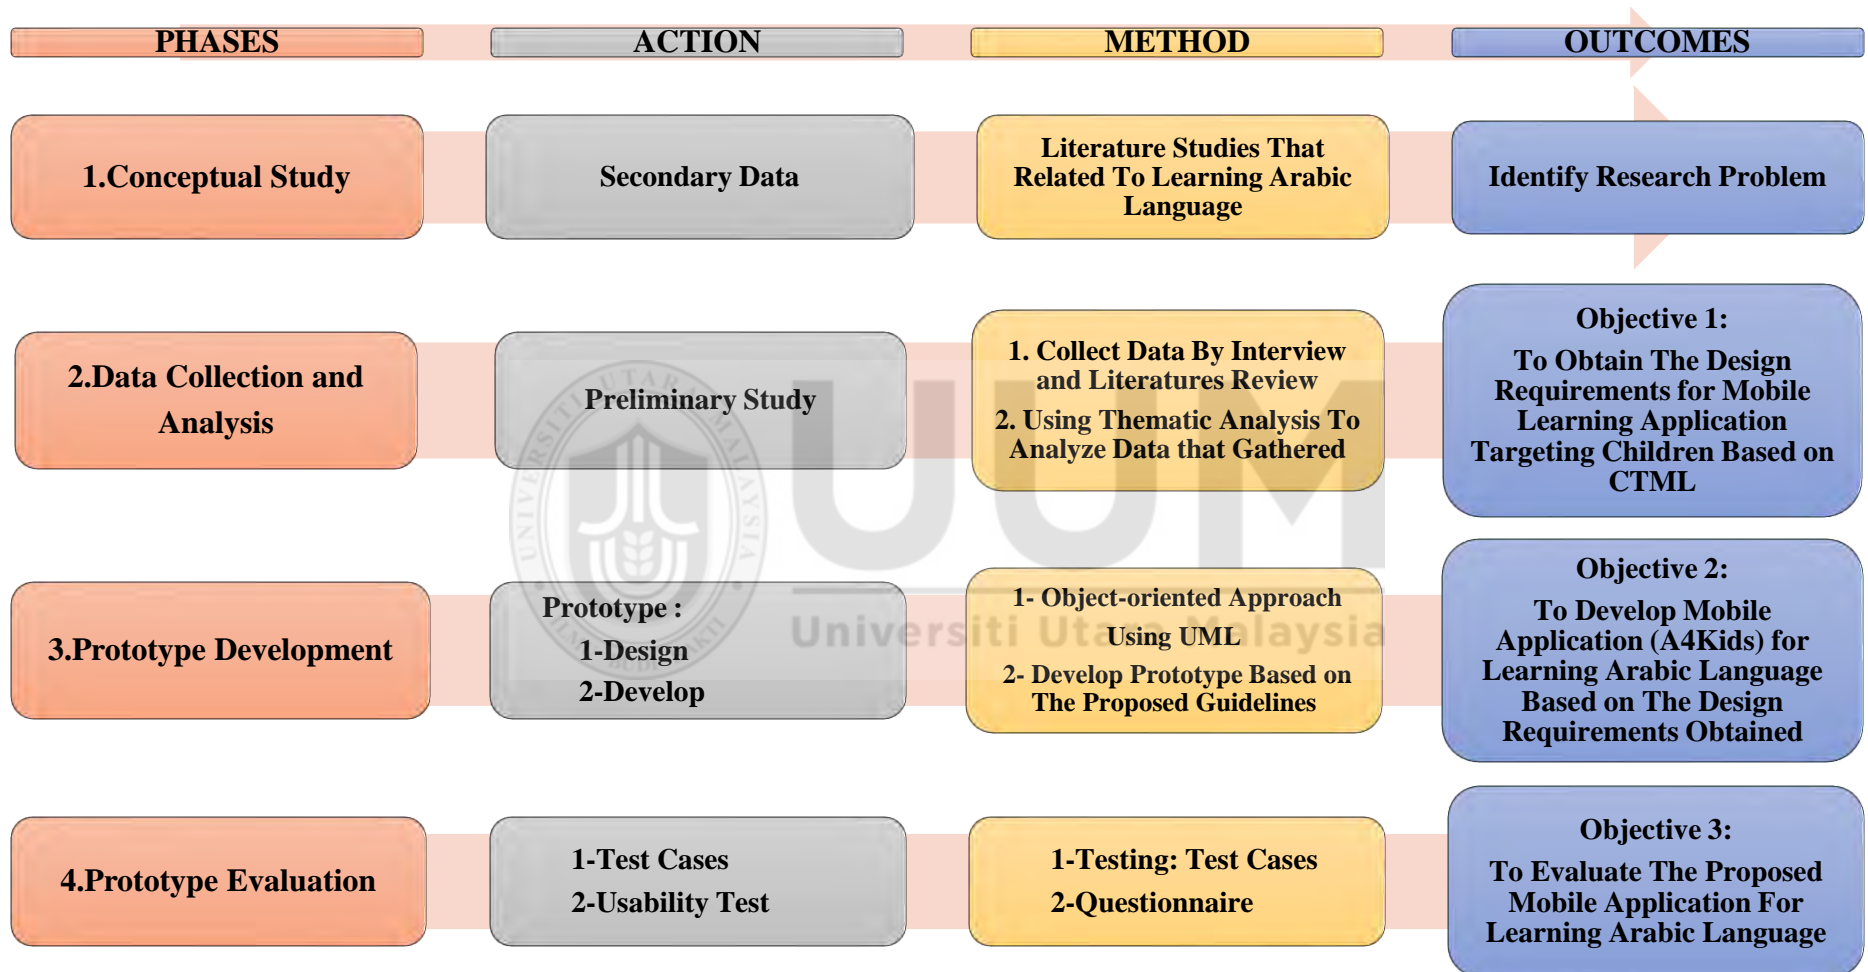 PHASES
ACTION
METHOD
OUTCOMES
1.Conceptual Study
Secondary Data
Literature Studies That
Related To Learning Arabic
Language
Identify Research Problem
2.Data Collection and
Analysis
Preliminary Study
1. Collect Data By Interview
and Literatures Review
2. Using Thematic Analysis To
Analyze Data that Gathered
Objective 1:
To Obtain The Design
Requirements for Mobile
Learning Application
Targeting Children Based on
CTML
3.Prototype Development
Prototype :
1-Design
2-Develop
1- Object-oriented Approach
Using UML
2- Develop Prototype Based on
The Proposed Guidelines
Objective 2:
To Develop Mobile
Application (A4Kids) for
Learning Arabic Language
Based on The Design
Requirements Obtained
4.Prototype Evaluation
1-Test Cases
2-Usability Test
1-Testing: Test Cases
2-Questionnaire
Objective 3:
To Evaluate The Proposed
Mobile Application For
Learning Arabic Language
UUM
Universiti Utara Malaysia
UNIVERSITI UTARA MALAYSIA